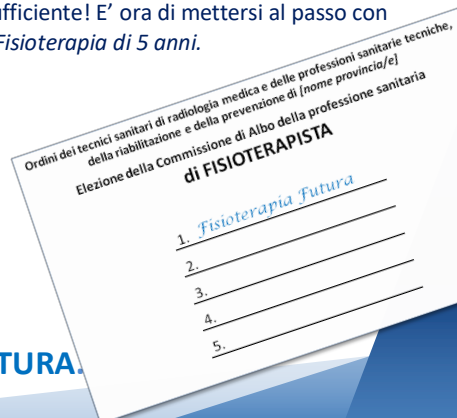 ufficiente! E’ ora di mettersi al passo con
Fisioterapia di 5 anni.
Ordini dei tecnici sanitari di radiologia medica e delle professioni sanitarie tecniche,
della riabilitazione e della prevenzione di [nome provincia/e]
Elezione della Commissione di Albo della professione sanitaria
di FISIOTERAPISTA
1. Fisioterapia Futura
2.
3.
4.
5.
TURA.